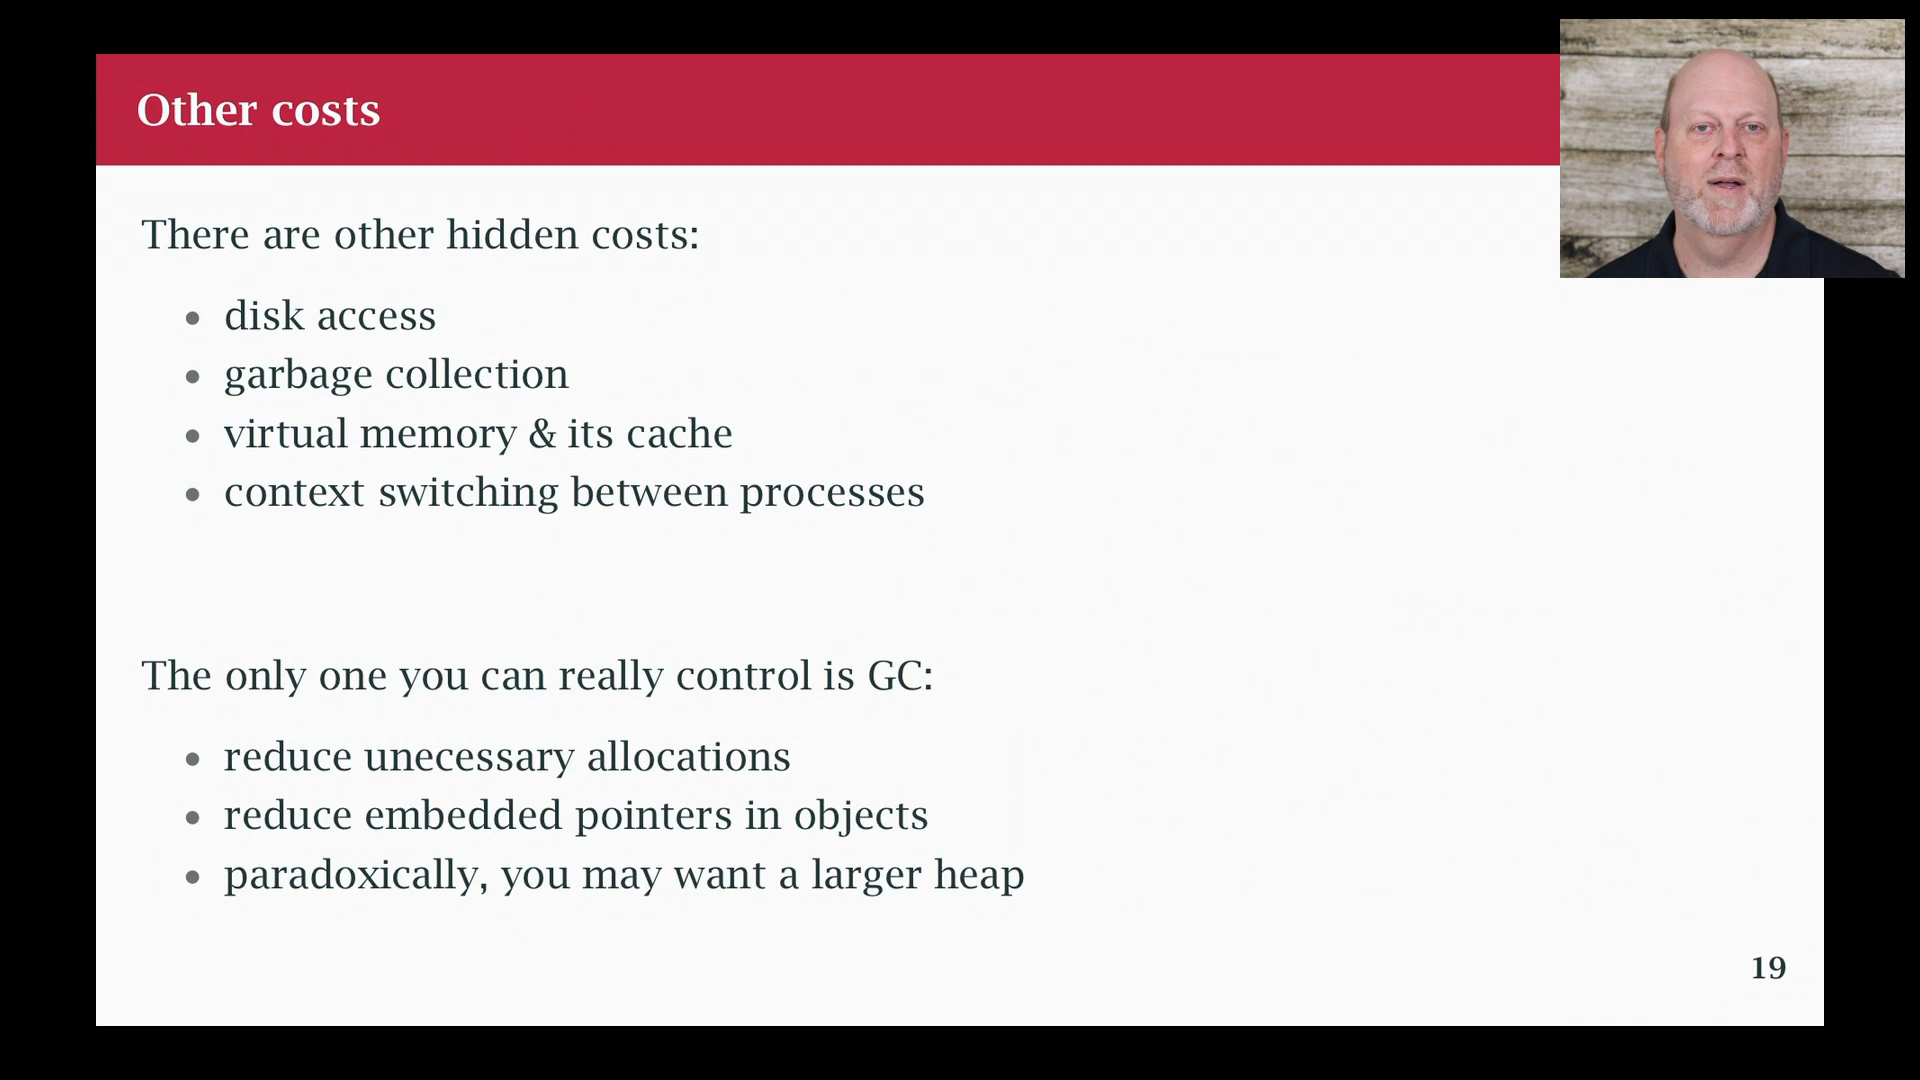 Other costs
There are other hidden costs:
• disk access
• garbage collection
• virtual memory & its cache
• context switching between processes
The only one you can really control is GC:
• reduce unecessary allocations
• reduce embedded pointers in objects
• paradoxically, you may want a larger heap
19